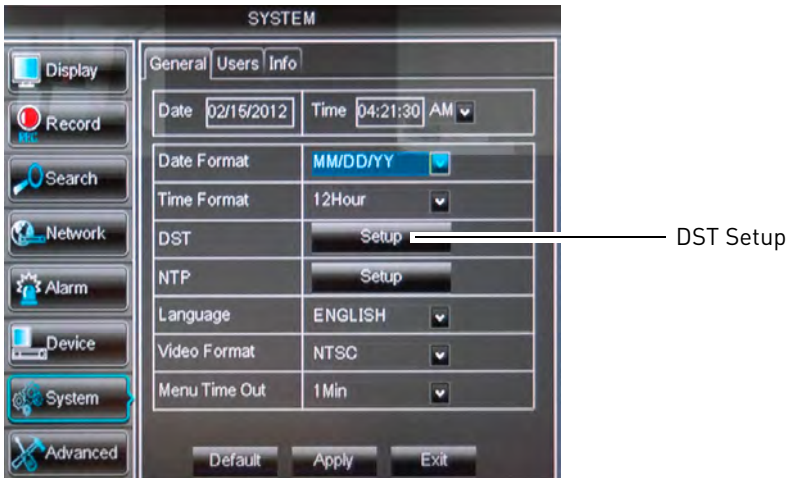 SYSTEM
Display
Record
REC
Search
Network
Alarm
Device
System
Advanced
General Users Info
Date 02/15/2012 Time 04:21:30 AM
Date Format MM/DD/YY
Time Format 12Hour
DST Setup
NTP Setup
Language ENGLISH
Video Format NTSC
Menu Time Out 1Min
Default Apply Exit
DST Setup